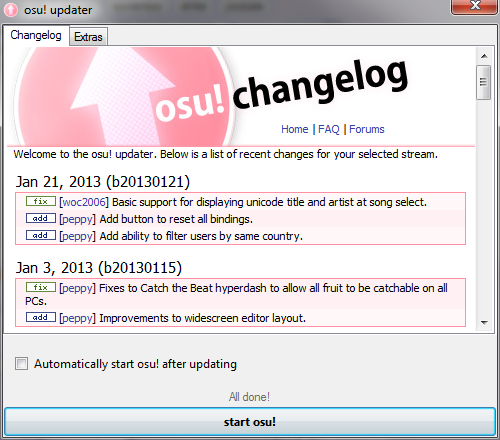 osu! updater
Changelog
Extras
osu! changelog
Home | FAQ | Forums
Welcome to the osu! updater. Below is a list of recent changes for your selected stream.
Jan 21, 2013 (b20130121)
fix [woc2006] Basic support for displaying unicode title and artist at song select.
add [peppy] Add button to reset all bindings.
add [peppy] Add ability to filter users by same country.
Jan 3, 2013 (b20130115)
fix [peppy] Fixes to Catch the Beat hyperdash to allow all fruit to be catchable on all
PCs.
add [peppy] Improvements to widescreen editor layout.
Automatically start osu! after updating
All done!
start osu!